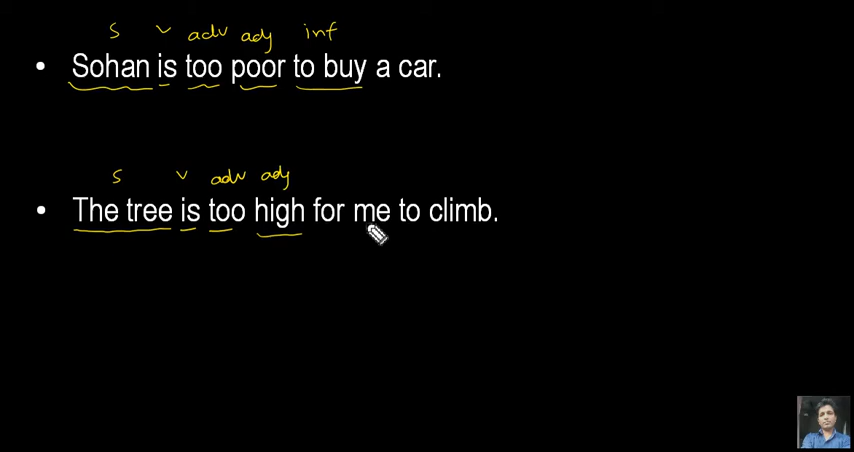 S v adv adj inf
• Sohan is too poor to buy a car.
S v adv adj
• The tree is too high for me to climb.